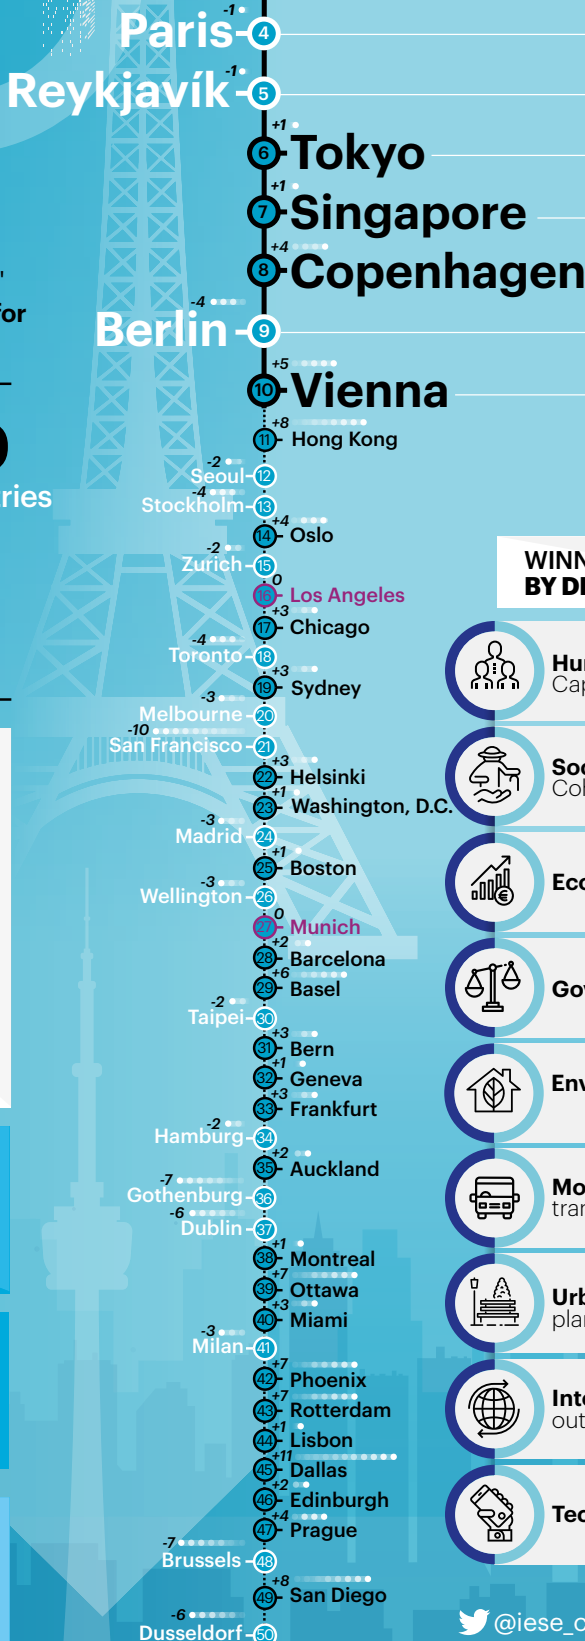 -1
Paris
4
-1
Reykjavík
5
+1
6
Tokyo
+1
7
Singapore
+4
8
Copenhagen
-4
Berlin
9
+5
10
Vienna
+8
11
Hong Kong
-2
Seoul
12
-4
Stockholm
13
+4
14
Oslo
-2
Zurich
15
0
16
Los Angeles
+3
17
Chicago
-4
Toronto
18
+3
19
Sydney
-3
Melbourne
20
-10
San Francisco
21
+3
22
Helsinki
+1
23
Washington, D.C.
-3
Madrid
24
+1
25
Boston
-3
Wellington
26
0
27
Munich
+2
28
Barcelona
+6
29
Basel
-2
Taipei
30
+3
31
Bern
+1
32
Geneva
+3
33
Frankfurt
-2
Hamburg
34
+2
35
Auckland
-7
Gothenburg
36
-6
Dublin
37
+1
38
Montreal
+7
39
Ottawa
+3
40
Miami
-3
Milan
41
+7
42
Phoenix
+7
43
Rotterdam
+1
44
Lisbon
+11
45
Dallas
+2
46
Edinburgh
+4
47
Prague
-7
Brussels
48
+8
49
San Diego
-6
Dusseldorf
50
for
tries
WINN
BY DI
Hu
Cap
Soc
Coh
Eco
Gov
Env
Mo
tran
Urb
plan
Inte
out
Tec
@iese_c